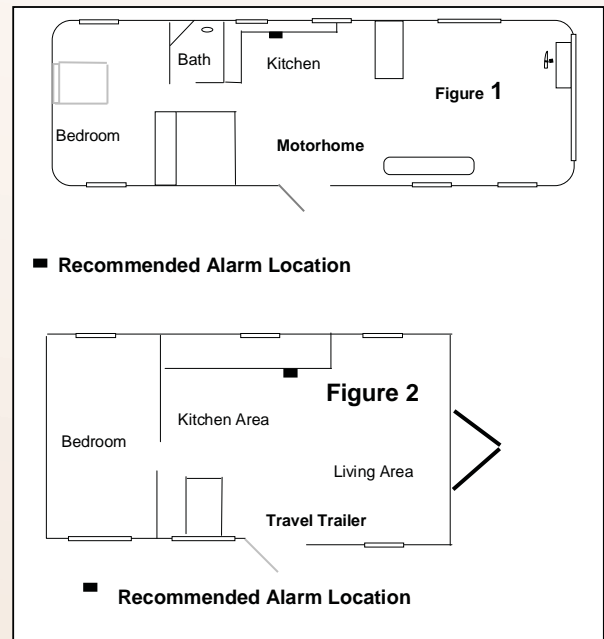 Bath
Kitchen
Figure 1
Bedroom
Motorhome
Recommended Alarm Location
Figure 2
Kitchen Area
Bedroom
Living Area
Travel Trailer
Recommended Alarm Location